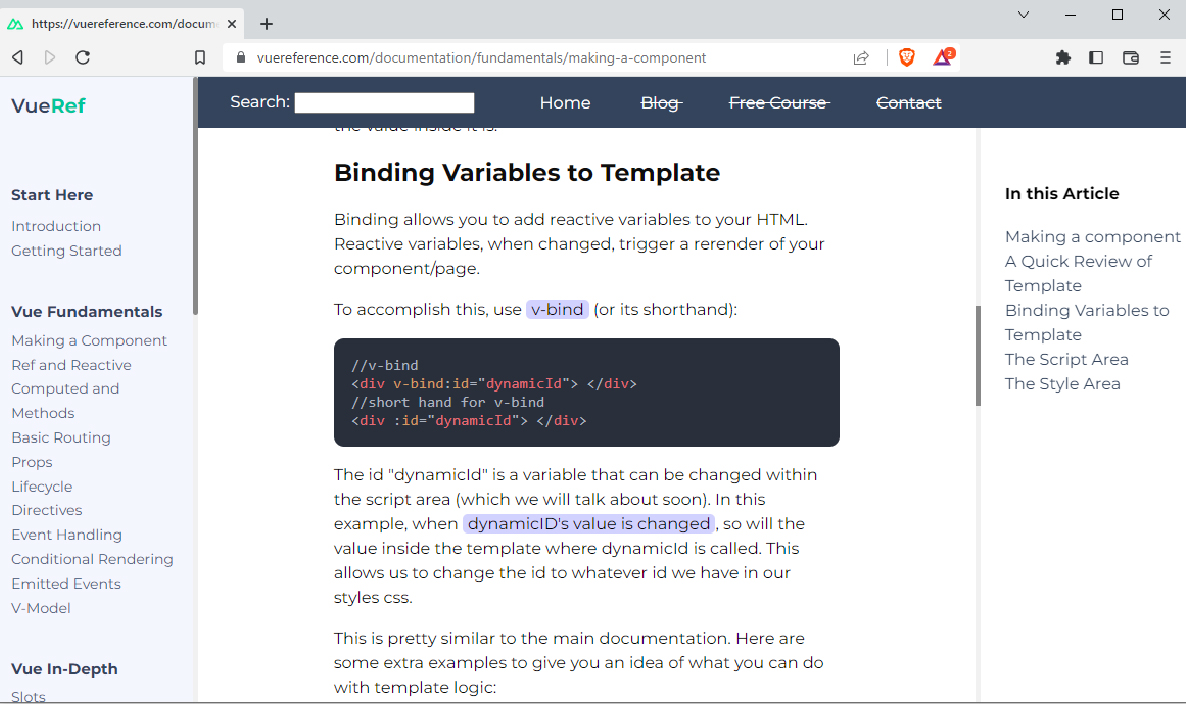 https://vuereference.com/docum
vuereference.com/documentation/fundamentals/making-a-component
2
VueRef
Search:
Home
Blog
Free Course
Contact
Start Here
Introduction
Getting Started
Vue Fundamentals
Making a Component
Ref and Reactive
Computed and
Methods
Basic Routing
Props
Lifecycle
Directives
Event Handling
Conditional Rendering
Emitted Events
V-Model
Vue In-Depth
Slots
the value inside it is.
Binding Variables to Template
Binding allows you to add reactive variables to your HTML.
Reactive variables, when changed, trigger a rerender of your
component/page.
To accomplish this, use v-bind (or its shorthand):
//v-bind
<div v-bind:id="dynamicId"> </div>
//short hand for v-bind
<div :id="dynamicId"> </div>
The id "dynamicId" is a variable that can be changed within
the script area (which we will talk about soon). In this
example, when dynamicID's value is changed, so will the
value inside the template where dynamicId is called. This
allows us to change the id to whatever id we have in our
styles css.
This is pretty similar to the main documentation. Here are
some extra examples to give you an idea of what you can do
with template logic:
In this Article
Making a component
A Quick Review of
Template
Binding Variables to
Template
The Script Area
The Style Area